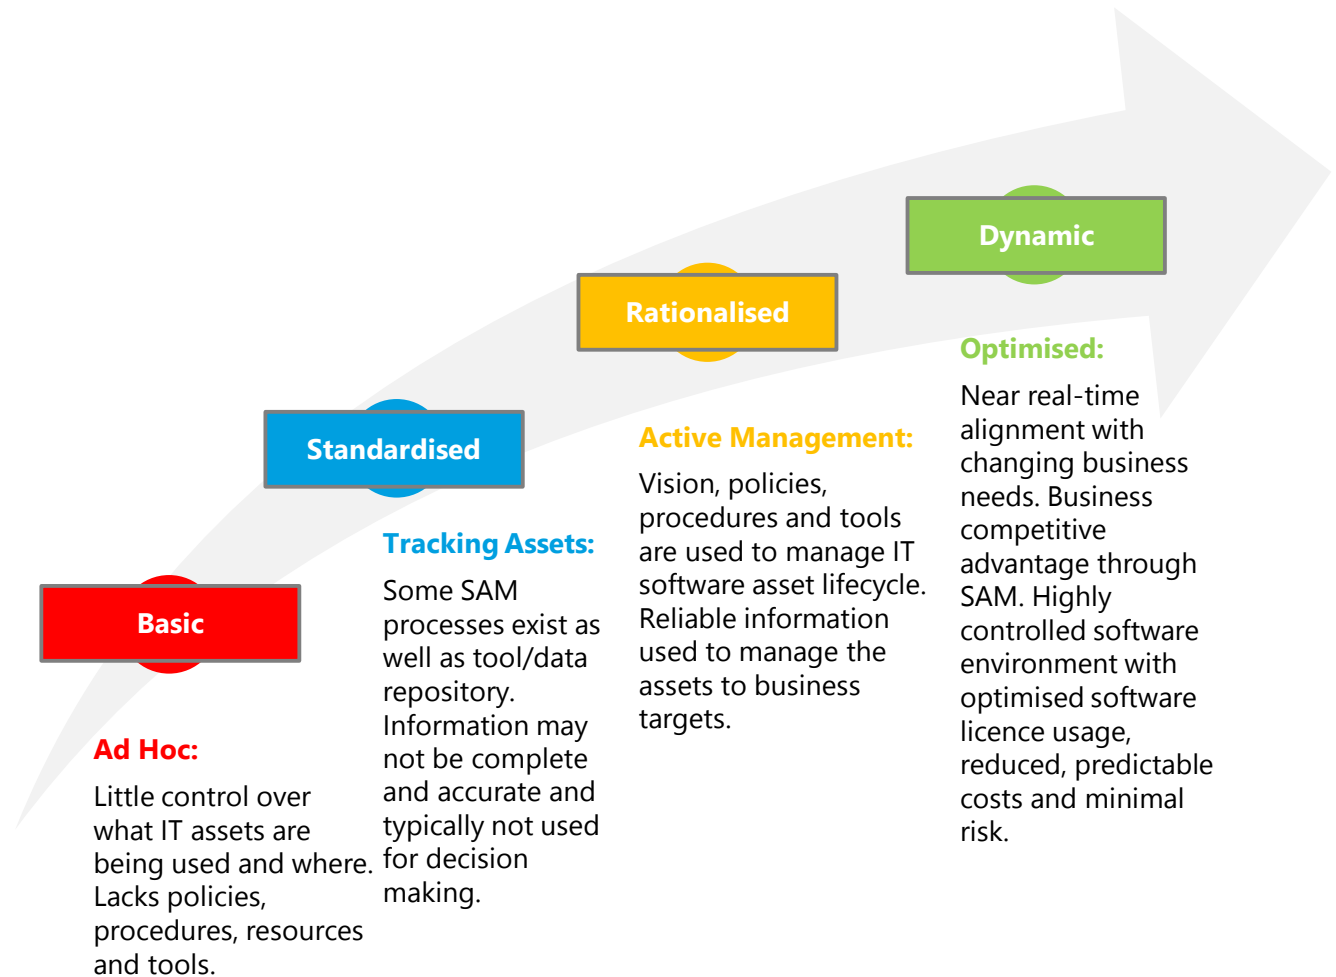 Basic
Ad Hoc:
Little control over
what IT assets are
being used and where.
Lacks policies,
procedures, resources
and tools.
Standardised
Tracking Assets:
Some SAM
processes exist as
well as tool/data
repository.
Information may
not be complete
and accurate and
typically not used
for decision
making.
Rationalised
Active Management:
Vision, policies,
procedures and tools
are used to manage IT
software asset lifecycle.
Reliable information
used to manage the
assets to business
targets.
Dynamic
Optimised:
Near real-time
alignment with
changing business
needs. Business
competitive
advantage through
SAM. Highly
controlled software
environment with
optimised software
licence usage,
reduced, predictable
costs and minimal
risk.